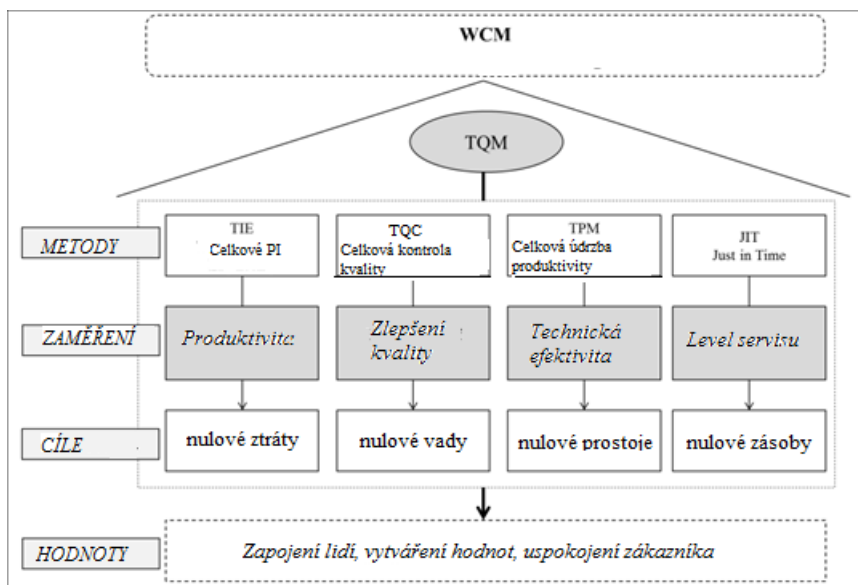 WCM
TQM
METODY
TIE
Celkové PI
TQC
Celková kontrola
kvality
TPM
Celková údržba
produktivity
JIT
Just in Time
ZAMĚŘENÍ
Produktivita
Zlepšení
kvality
Technická
efektivita
Level servisu
CÍLE
nulové ztráty
nulové vady
nulové prostoje
nulové zásoby
HODNOTY
Zapojení lidí, vytváření hodnot, uspokojení zákazníka